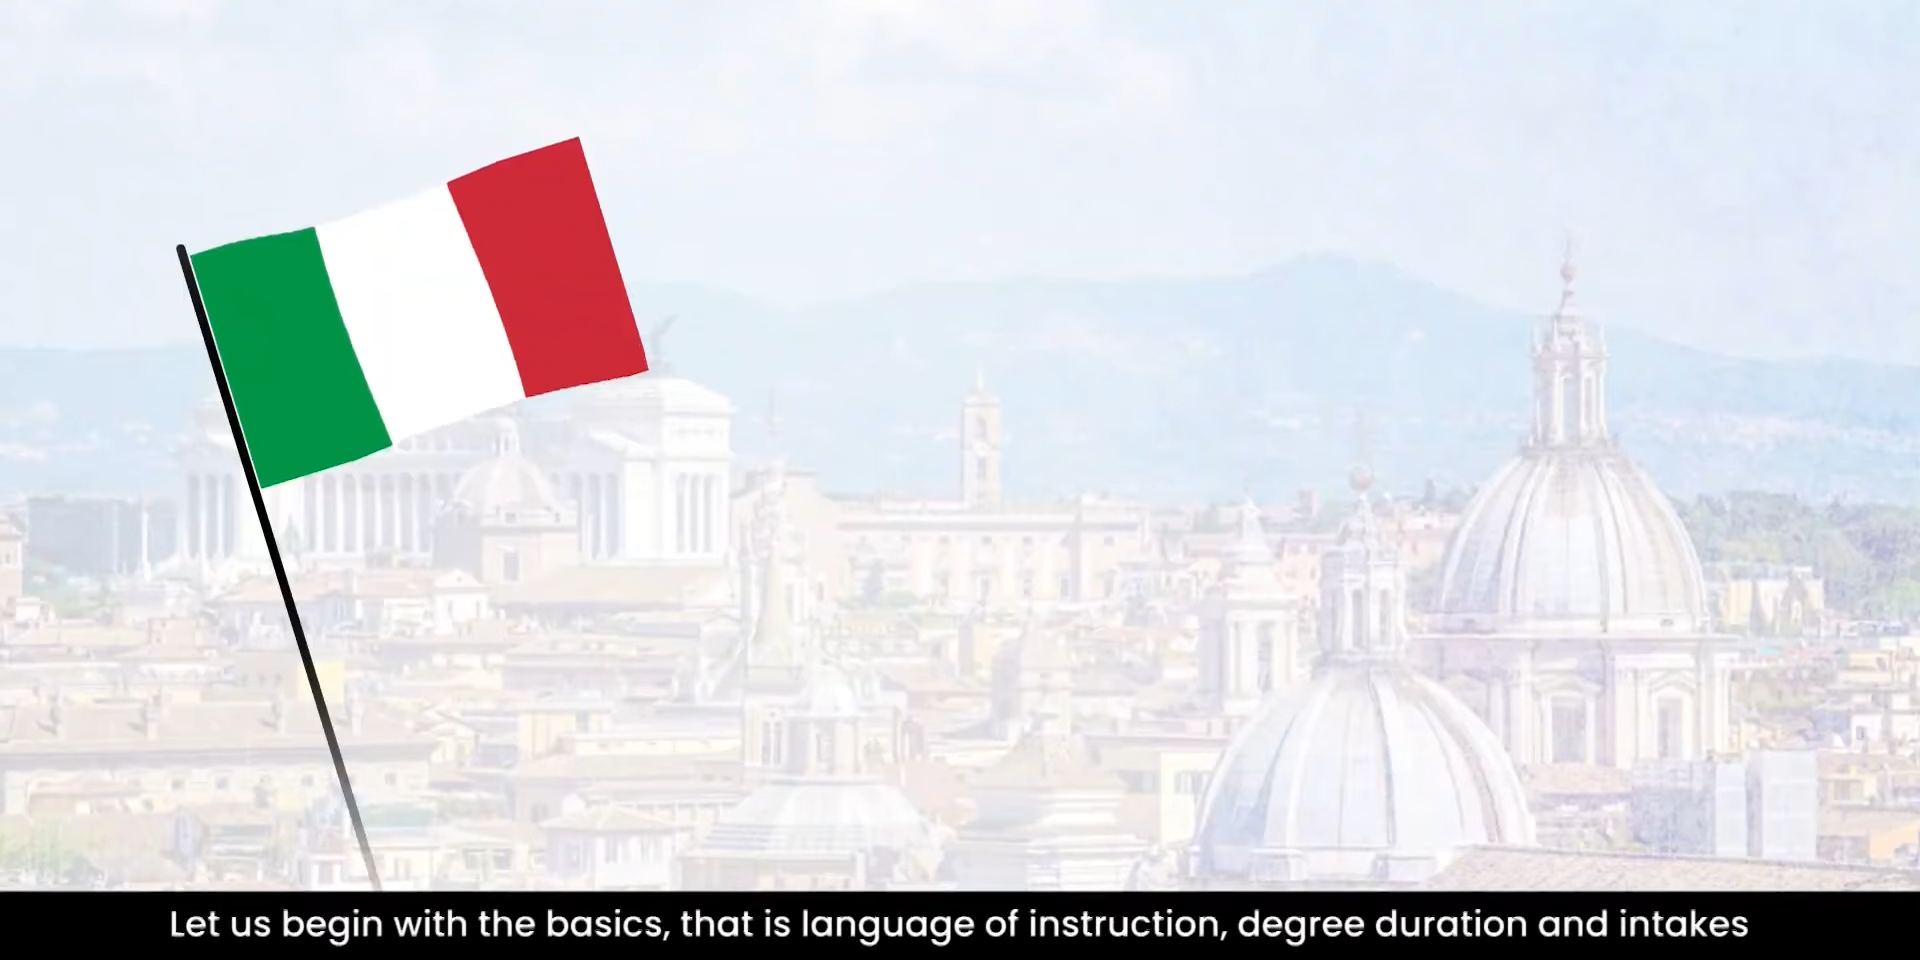 Let us begin with the basics, that is language of instruction, degree duration and intakes